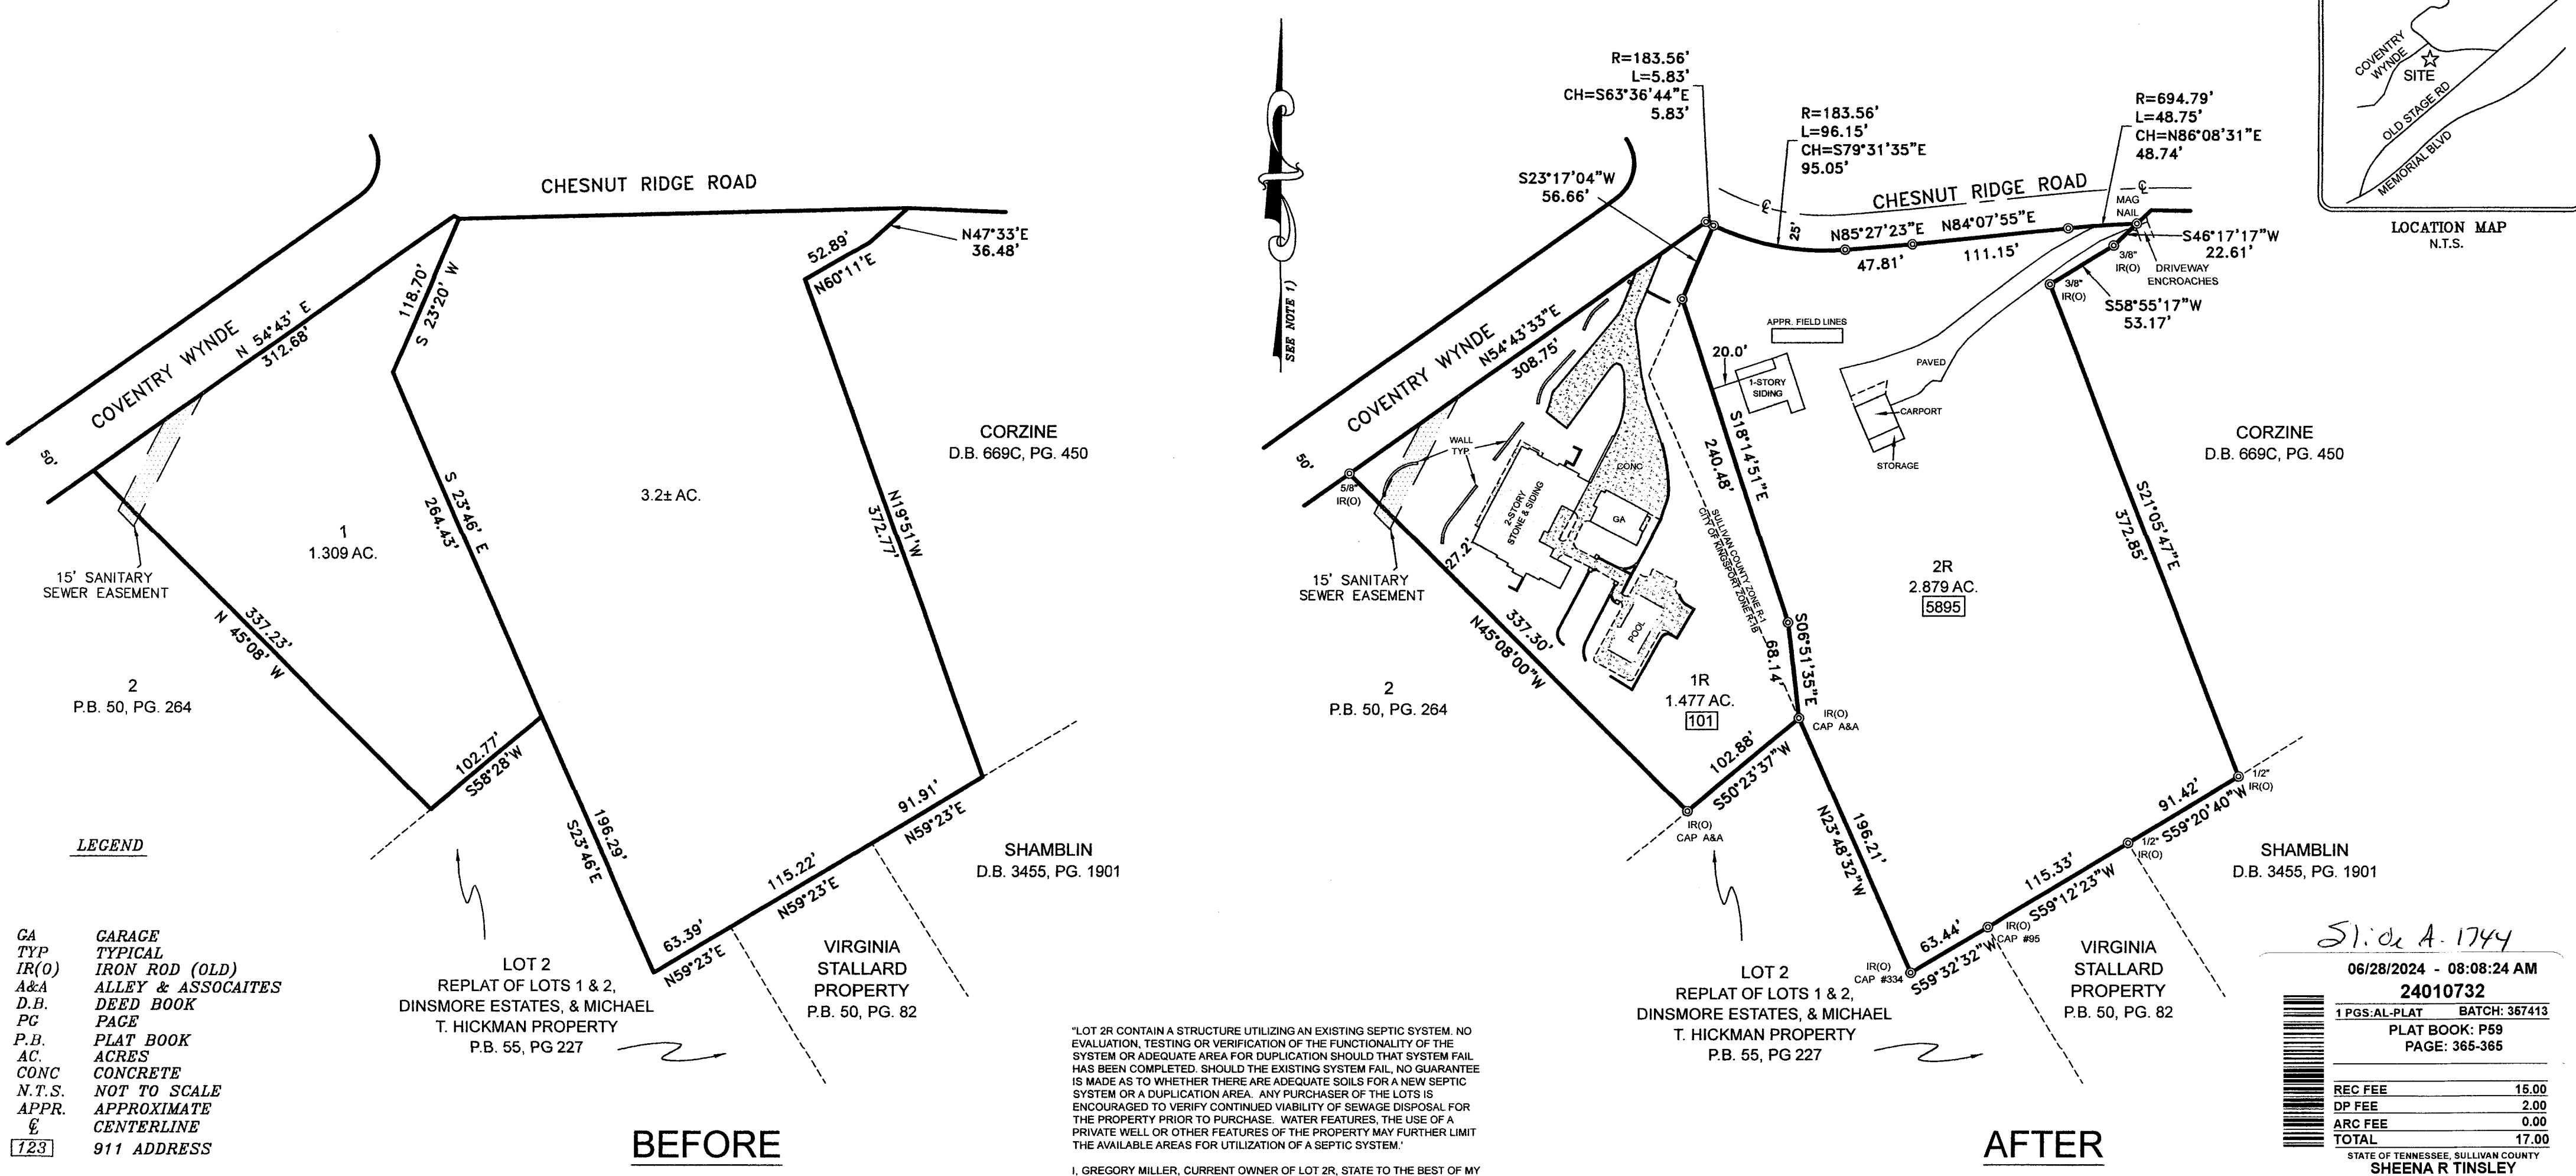 CHESNUT RIDGE ROAD
N47°33'E
36.48'
52.89'
N60°11'E
118.70'
S 23°20' W
COVENTRY WYNDE
N 54°43' E
312.68'
50'
S 23°46' E
264.43'
3.2± AC.
N19°51'W
372.77'
CORZINE
D.B. 669C, PG. 450
1
1.309 AC.
15' SANITARY
SEWER EASEMENT
337.23'
N 45°08' W
2
P.B. 50, PG. 264
102.77'
S58°28'W
196.29'
S23°46'E
91.91'
N59°23'E
115.22'
N59°23'E
63.39'
N59°23'E
SHAMBLIN
D.B. 3455, PG. 1901
VIRGINIA
STALLARD
PROPERTY
P.B. 50, PG. 82
LOT 2
REPLAT OF LOTS 1 & 2,
DINSMORE ESTATES, & MICHAEL
T. HICKMAN PROPERTY
P.B. 55, PG 227
BEFORE
LEGEND
GA GARAGE
TYP TYPICAL
IR(O) IRON ROD (OLD)
A&A ALLEY & ASSOCAITES
D.B. DEED BOOK
PG PAGE
P.B. PLAT BOOK
AC. ACRES
CONC CONCRETE
N.T.S. NOT TO SCALE
APPR. APPROXIMATE
℄ CENTERLINE
123 911 ADDRESS
SEE NOTE 1)
"LOT 2R CONTAIN A STRUCTURE UTILIZING AN EXISTING SEPTIC SYSTEM. NO
EVALUATION, TESTING OR VERIFICATION OF THE FUNCTIONALITY OF THE
SYSTEM OR ADEQUATE AREA FOR DUPLICATION SHOULD THAT SYSTEM FAIL
HAS BEEN COMPLETED. SHOULD THE EXISTING SYSTEM FAIL, NO GUARANTEE
IS MADE AS TO WHETHER THERE ARE ADEQUATE SOILS FOR A NEW SEPTIC
SYSTEM OR A DUPLICATION AREA. ANY PURCHASER OF THE LOTS IS
ENCOURAGED TO VERIFY CONTINUED VIABILITY OF SEWAGE DISPOSAL FOR
THE PROPERTY PRIOR TO PURCHASE. WATER FEATURES, THE USE OF A
PRIVATE WELL OR OTHER FEATURES OF THE PROPERTY MAY FURTHER LIMIT
THE AVAILABLE AREAS FOR UTILIZATION OF A SEPTIC SYSTEM.'
I, GREGORY MILLER, CURRENT OWNER OF LOT 2R, STATE TO THE BEST OF MY
R=183.56'
L=5.83'
CH=S63°36'44"E
5.83'
R=183.56'
L=96.15'
CH=S79°31'35"E
95.05'
R=694.79'
L=48.75'
CH=N86°08'31"E
48.74'
S23°17'04"W
56.66'
CHESNUT RIDGE ROAD
℄
℄
25'
N85°27'23"E
47.81'
N84°07'55"E
111.15'
MAG
NAIL
S46°17'17"W
22.61'
3/8"
IR(O)
DRIVEWAY
ENCROACHES
3/8"
IR(O)
S58°55'17"W
53.17'
COVENTRY WYNDE
N54°43'33"E
308.75'
50'
5/8"
IR(O)
WALL
TYP.
APPR. FIELD LINES
20.0'
1-STORY
SIDING
PAVED
CARPORT
STORAGE
CONC
2-STORY
STONE & SIDING
GA
POOL
27.2'
S18°14'51"E
240.48'
SULLIVAN COUNTY ZONE R-1
CITY OF KINGSPORT ZONE R-1B
S06°51'35"E
68.14'
15' SANITARY
SEWER EASEMENT
337.30'
N45°08'00"W
2
P.B. 50, PG. 264
1R
1.477 AC.
101
2R
2.879 AC.
5895
S21°05'47"E
372.85'
CORZINE
D.B. 669C, PG. 450
IR(O)
CAP A&A
102.88'
S50°23'37"W
IR(O)
CAP A&A
196.21'
N23°48'32"W
1/2"
IR(O)
91.42'
S59°20'40"W
1/2"
IR(O)
115.33'
S59°12'23"W
IR(O)
CAP #95
63.44'
S59°32'32"W
IR(O)
CAP #334
SHAMBLIN
D.B. 3455, PG. 1901
VIRGINIA
STALLARD
PROPERTY
P.B. 50, PG. 82
LOT 2
REPLAT OF LOTS 1 & 2,
DINSMORE ESTATES, & MICHAEL
T. HICKMAN PROPERTY
P.B. 55, PG 227
AFTER
COVENTRY
WYNDE
SITE
OLD STAGE RD
MEMORIAL BLVD
LOCATION MAP
N.T.S.
Slide A-1744
06/28/2024 - 08:08:24 AM
24010732
1 PGS:AL-PLAT BATCH: 357413
PLAT BOOK: P59
PAGE: 365-365
REC FEE 15.00
DP FEE 2.00
ARC FEE 0.00
TOTAL 17.00
STATE OF TENNESSEE, SULLIVAN COUNTY
SHEENA R TINSLEY